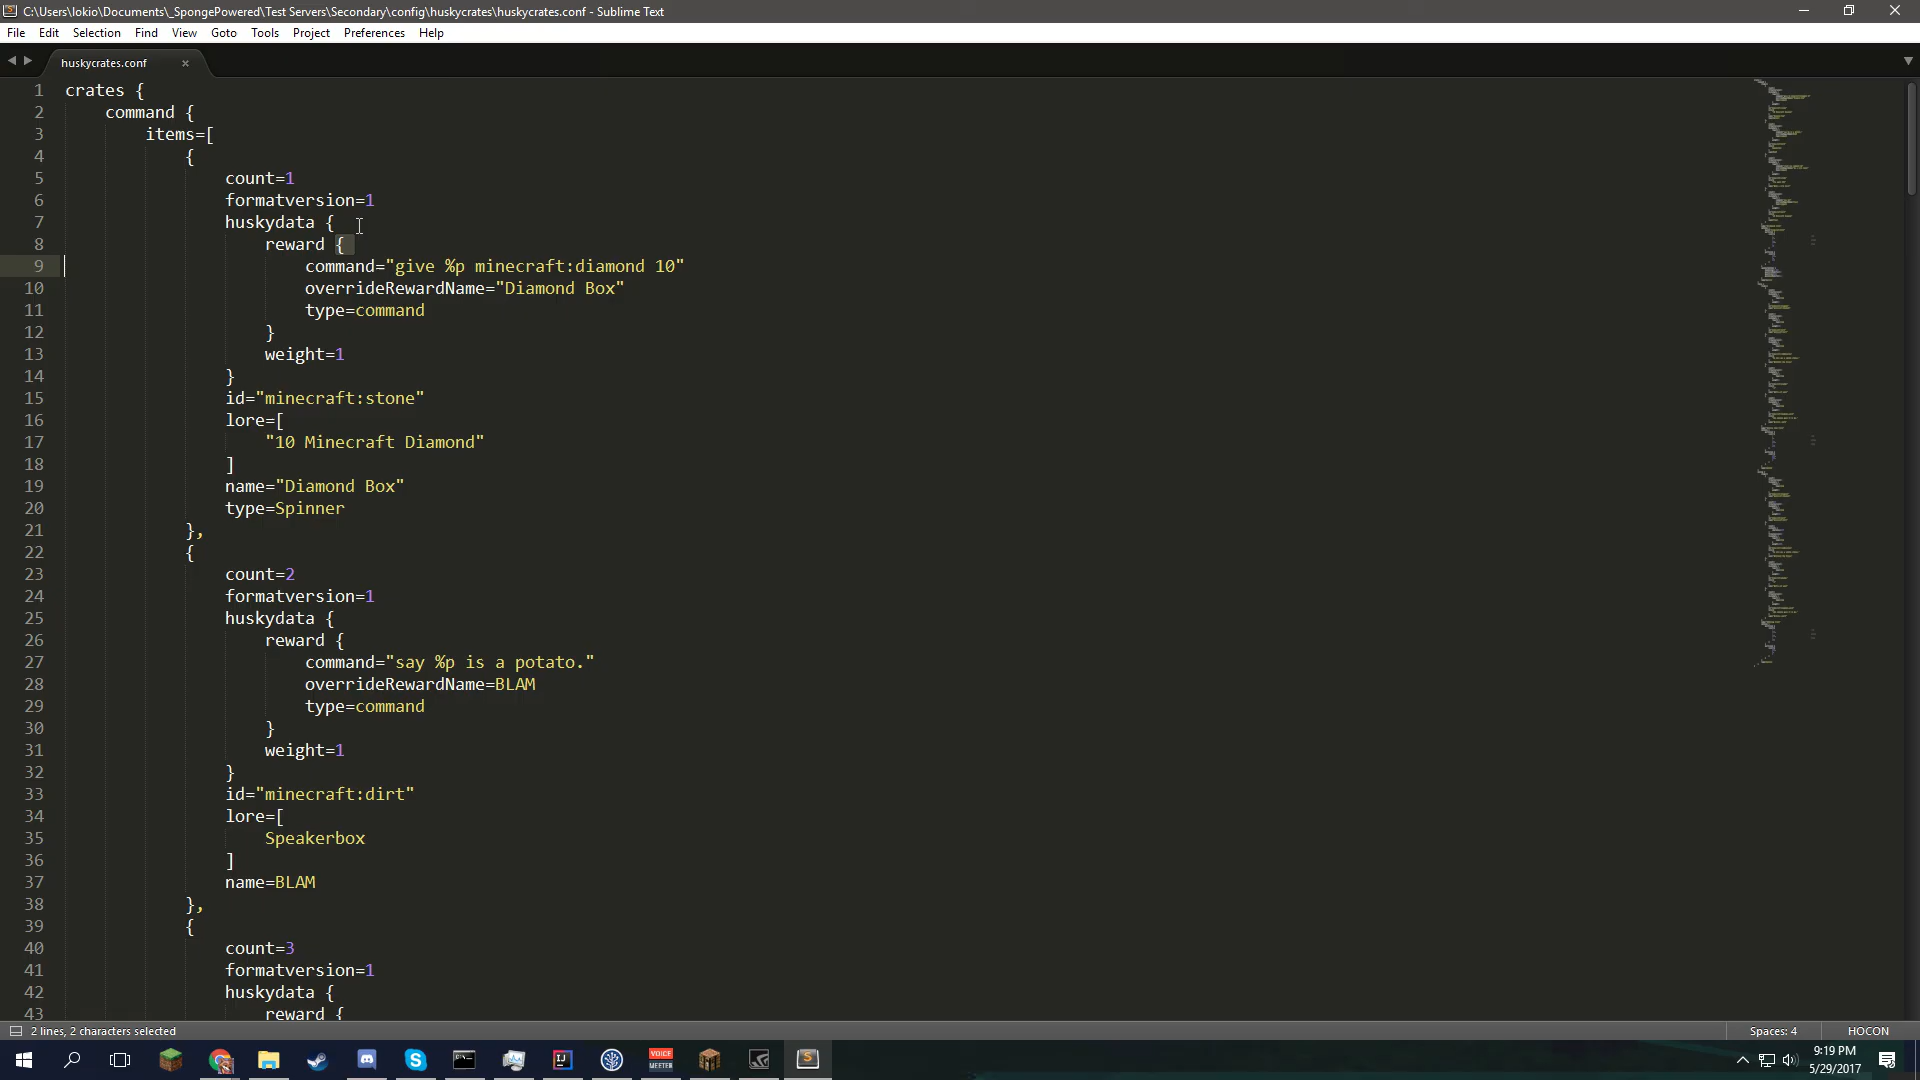 C:\Users\lokio\Documents\_SpongePowered\Test Servers\Secondary\config\huskycrates\huskycrates.conf - Sublime Text
File Edit Selection Find View Goto Tools Project Preferences Help
huskycrates.conf
1 crates {
2 command {
3 items=[
4 {
5 count=1
6 formatversion=1
7 huskydata {
8 reward {
9 command="give %p minecraft:diamond 10"
10 overrideRewardName="Diamond Box"
11 type=command
12 }
13 weight=1
14 }
15 id="minecraft:stone"
16 lore=[
17 "10 Minecraft Diamond"
18 ]
19 name="Diamond Box"
20 type=Spinner
21 },
22 {
23 count=2
24 formatversion=1
25 huskydata {
26 reward {
27 command="say %p is a potato."
28 overrideRewardName=BLAM
29 type=command
30 }
31 weight=1
32 }
33 id="minecraft:dirt"
34 lore=[
35 Speakerbox
36 ]
37 name=BLAM
38 },
39 {
40 count=3
41 formatversion=1
42 huskydata {
43 reward {
2 lines, 2 characters selected Spaces: 4 HOCON
VOICE
MEETER
9:19 PM
5/29/2017